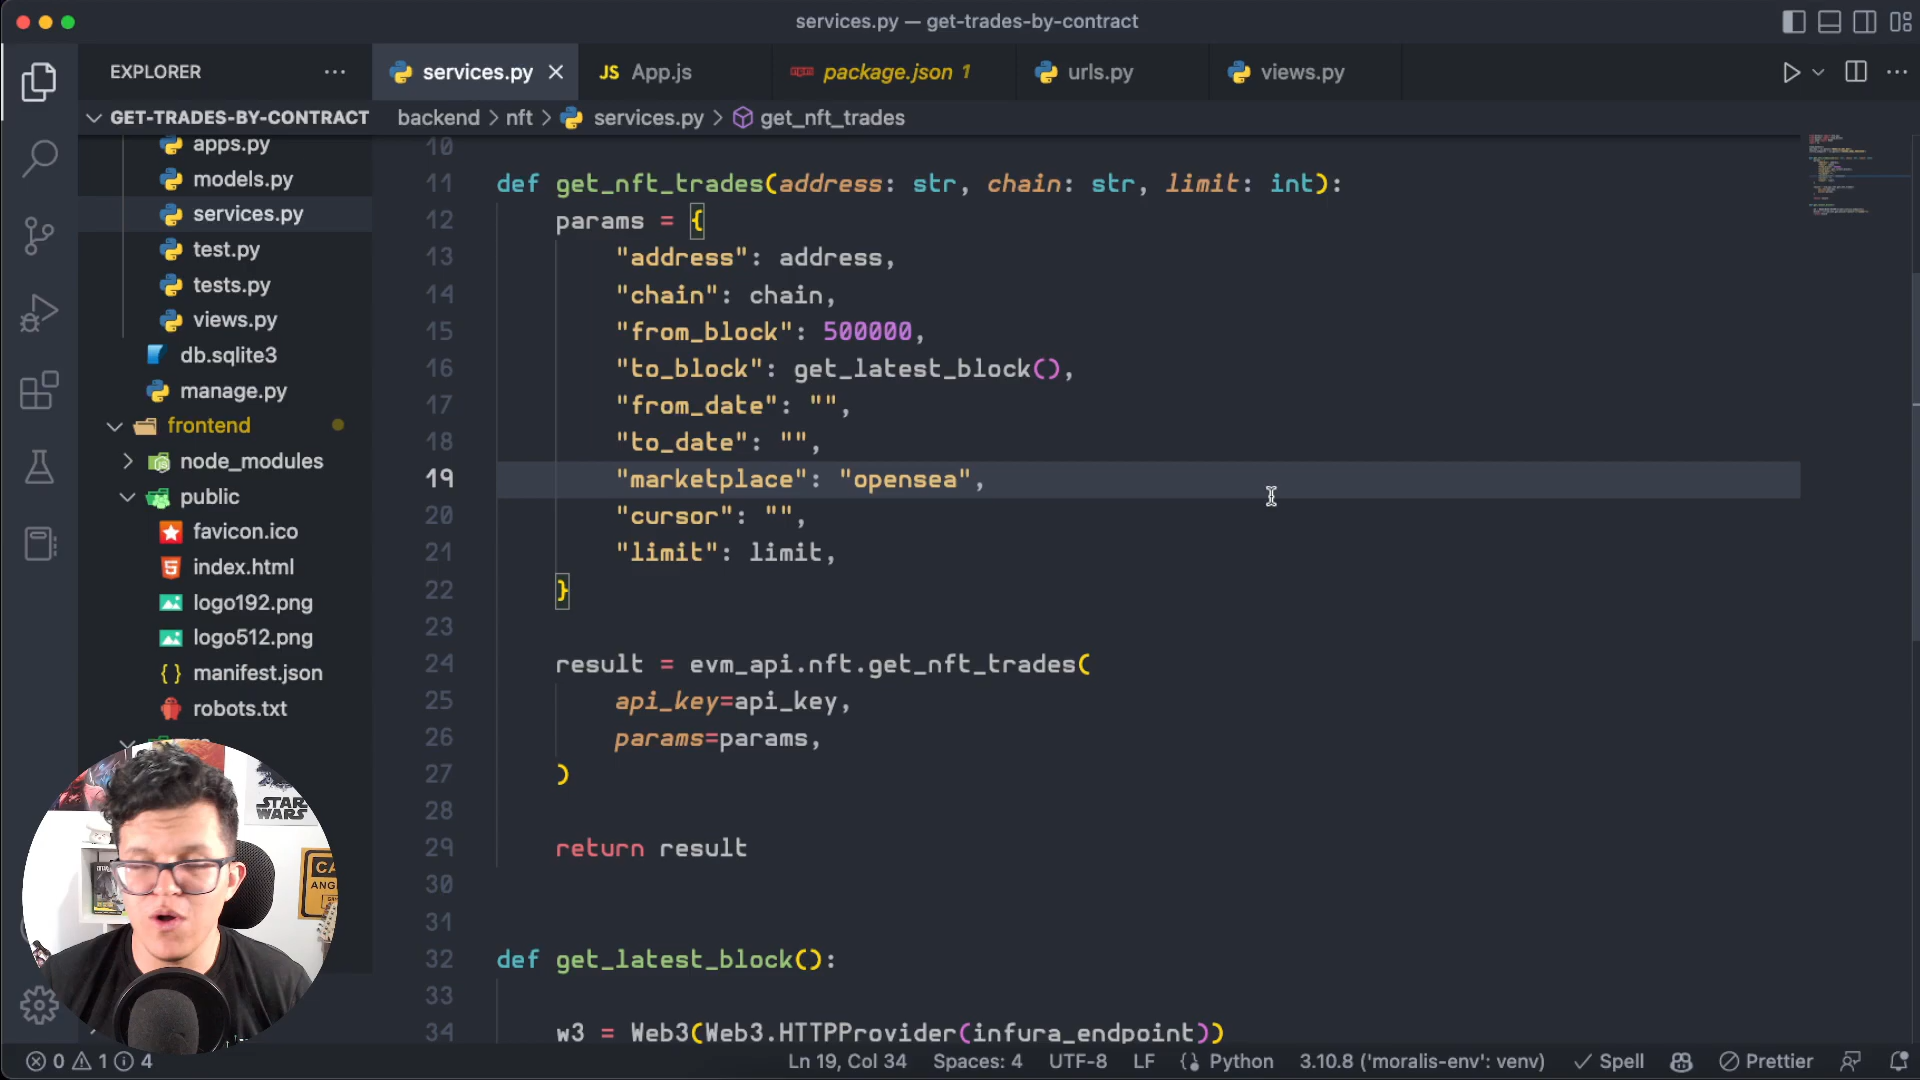 services.py — get-trades-by-contract
EXPLORER
services.py
JS App.js
package.json 1
urls.py
views.py
GET-TRADES-BY-CONTRACT
backend > nft > services.py > get_nft_trades
apps.py
models.py
services.py
test.py
tests.py
views.py
db.sqlite3
manage.py
frontend
node_modules
public
favicon.ico
index.html
logo192.png
logo512.png
manifest.json
robots.txt
10
11 def get_nft_trades(address: str, chain: str, limit: int):
12 params = {
13 "address": address,
14 "chain": chain,
15 "from_block": 500000,
16 "to_block": get_latest_block(),
17 "from_date": "",
18 "to_date": "",
19 "marketplace": "opensea",
20 "cursor": "",
21 "limit": limit,
22 }
23
24 result = evm_api.nft.get_nft_trades(
25 api_key=api_key,
26 params=params,
27 )
28
29 return result
30
31
32 def get_latest_block():
33
34 w3 = Web3(Web3.HTTPProvider(infura_endpoint))
STAR
WARS
CA
ANG
0 1 4
Ln 19, Col 34
Spaces: 4
UTF-8
LF
Python
3.10.8 ('moralis-env': venv)
Spell
Prettier